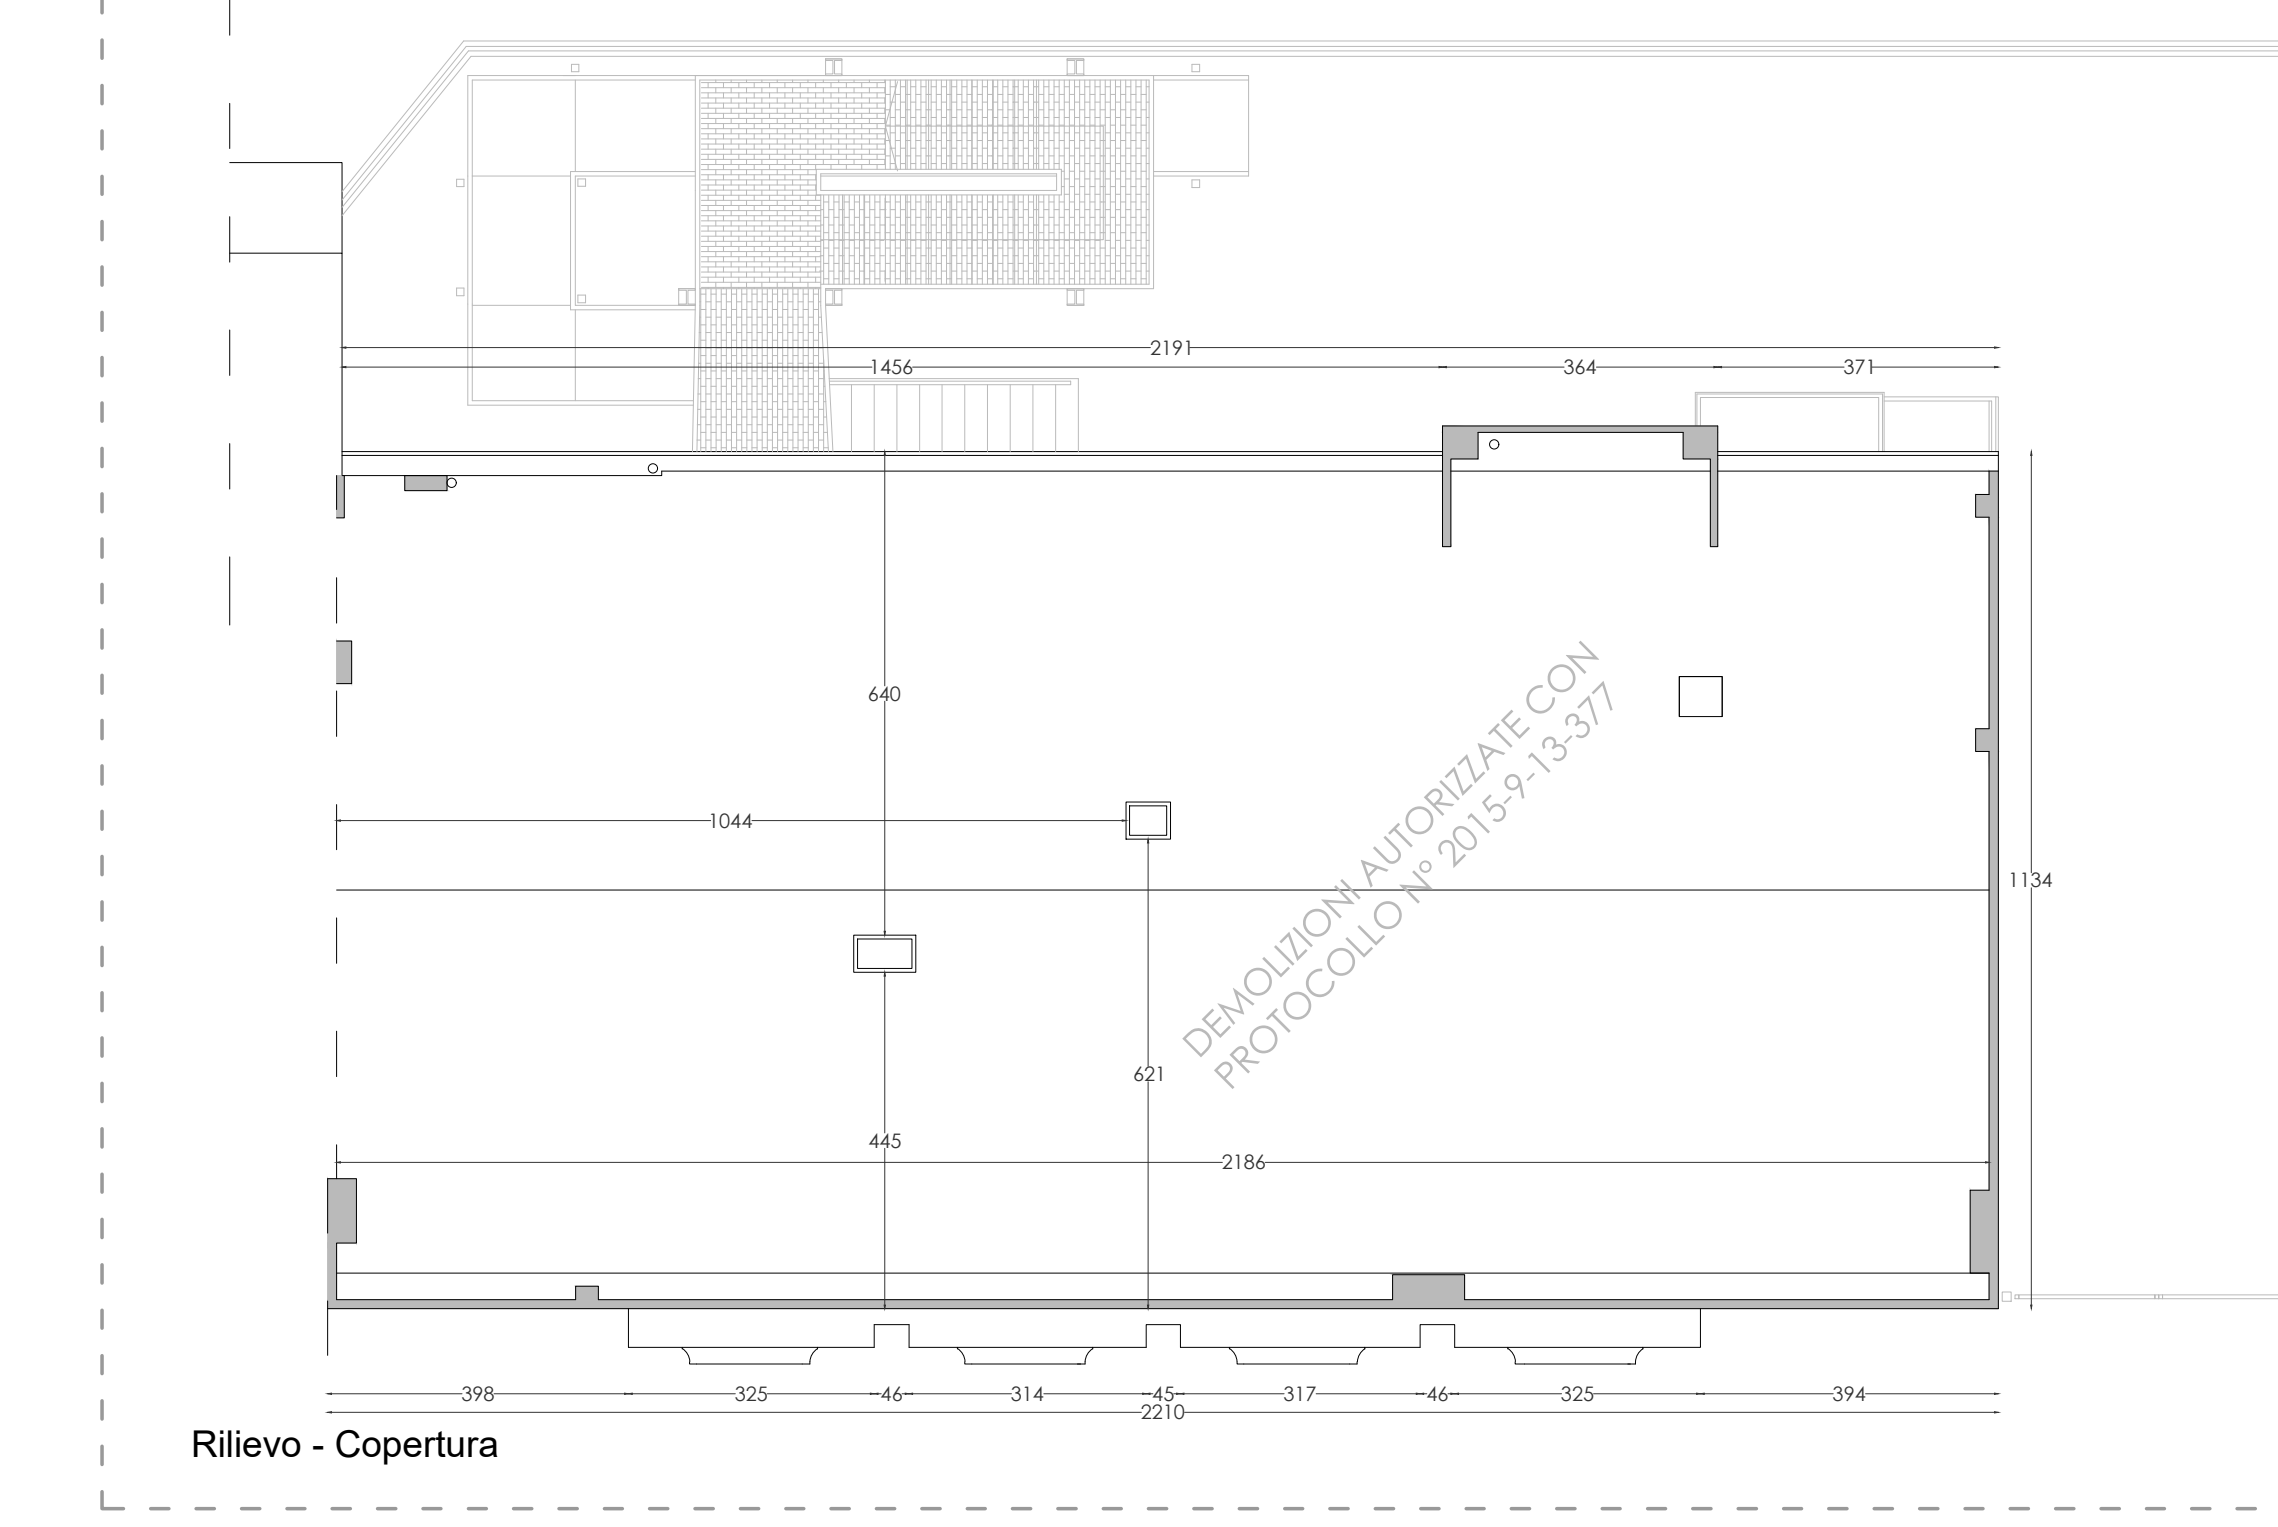 2191
1456 364 371
640
1044
1134
DEMOLIZIONI AUTORIZZATE CON
PROTOCOLLO N° 2015-9-13-377
621
445
2186
398 325 46 314 45 317 46 325 394
2210
Rilievo - Copertura